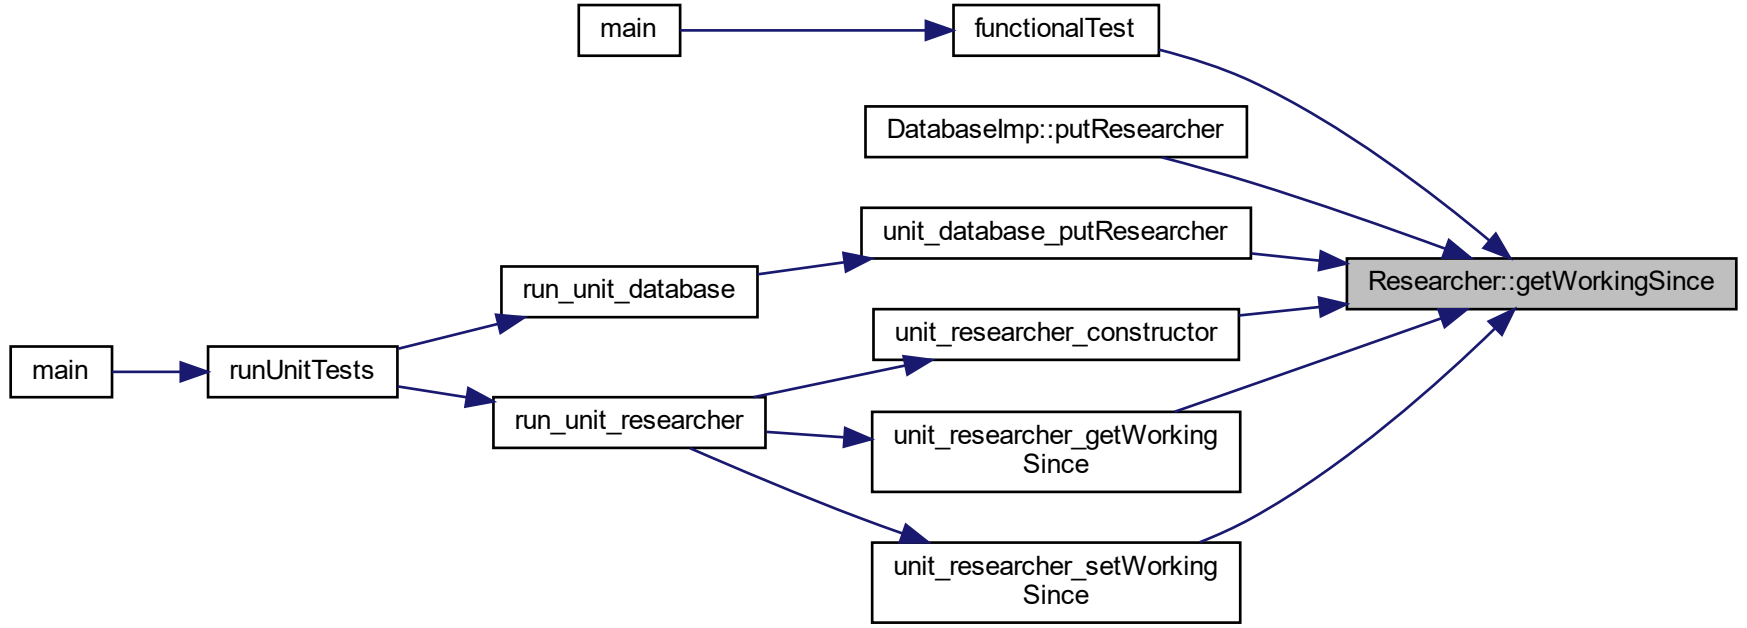 main
functionalTest
DatabaseImp::putResearcher
unit_database_putResearcher
run_unit_database
Researcher::getWorkingSince
unit_researcher_constructor
main
runUnitTests
run_unit_researcher
unit_researcher_getWorking
Since
unit_researcher_setWorking
Since